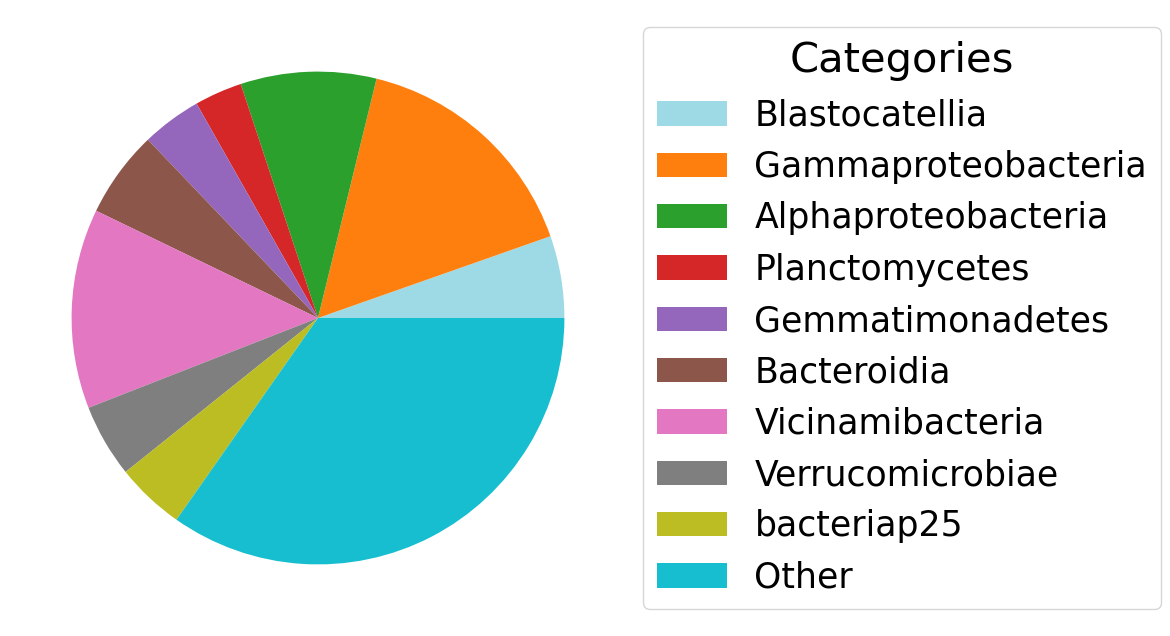 Categories
Blastocatellia
Gammaproteobacteria
Alphaproteobacteria
Planctomycetes
Gemmatimonadetes
Bacteroidia
Vicinamibacteria
Verrucomicrobiae
bacteriap25
Other